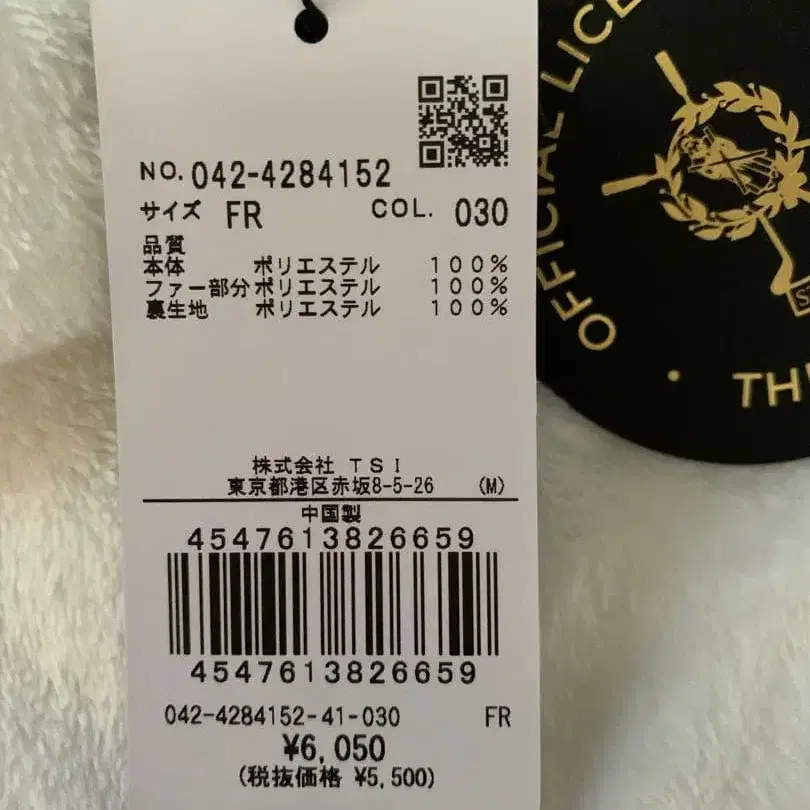 NO. 042-4284152
サイズ FR COL. 030
品質
本体 ポリエステル 100%
ファー部分 ポリエステル 100%
裏生地 ポリエステル 100%
株式会社 TSI
東京都港区赤坂8-5-26 (M)
中国製
4547613826659
4547613826659
042-4284152-41-030 FR
¥6,050
(税抜価格 ¥5,500)
OFFICIAL